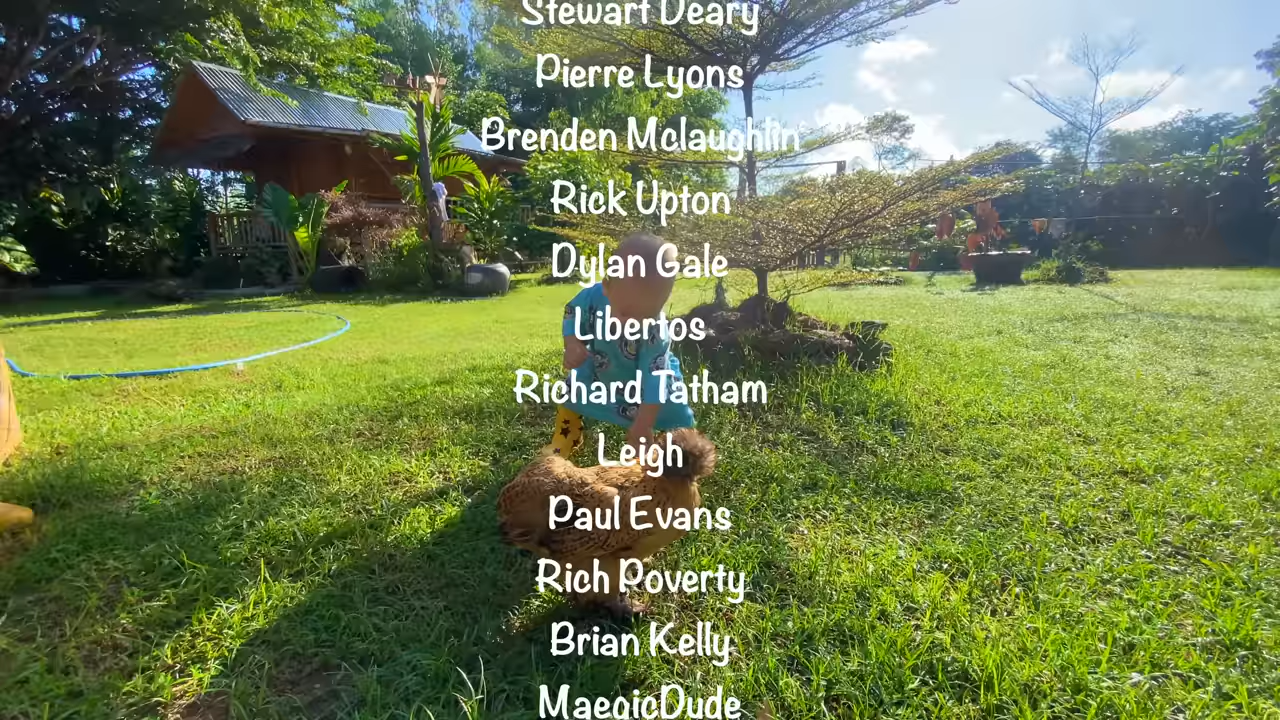 Stewart Deary
Pierre Lyons
Brenden Mclaughlin
Rick Upton
Dylan Gale
Libertos
Richard Tatham
Leigh
Paul Evans
Rich Poverty
Brian Kelly
MaegicDude